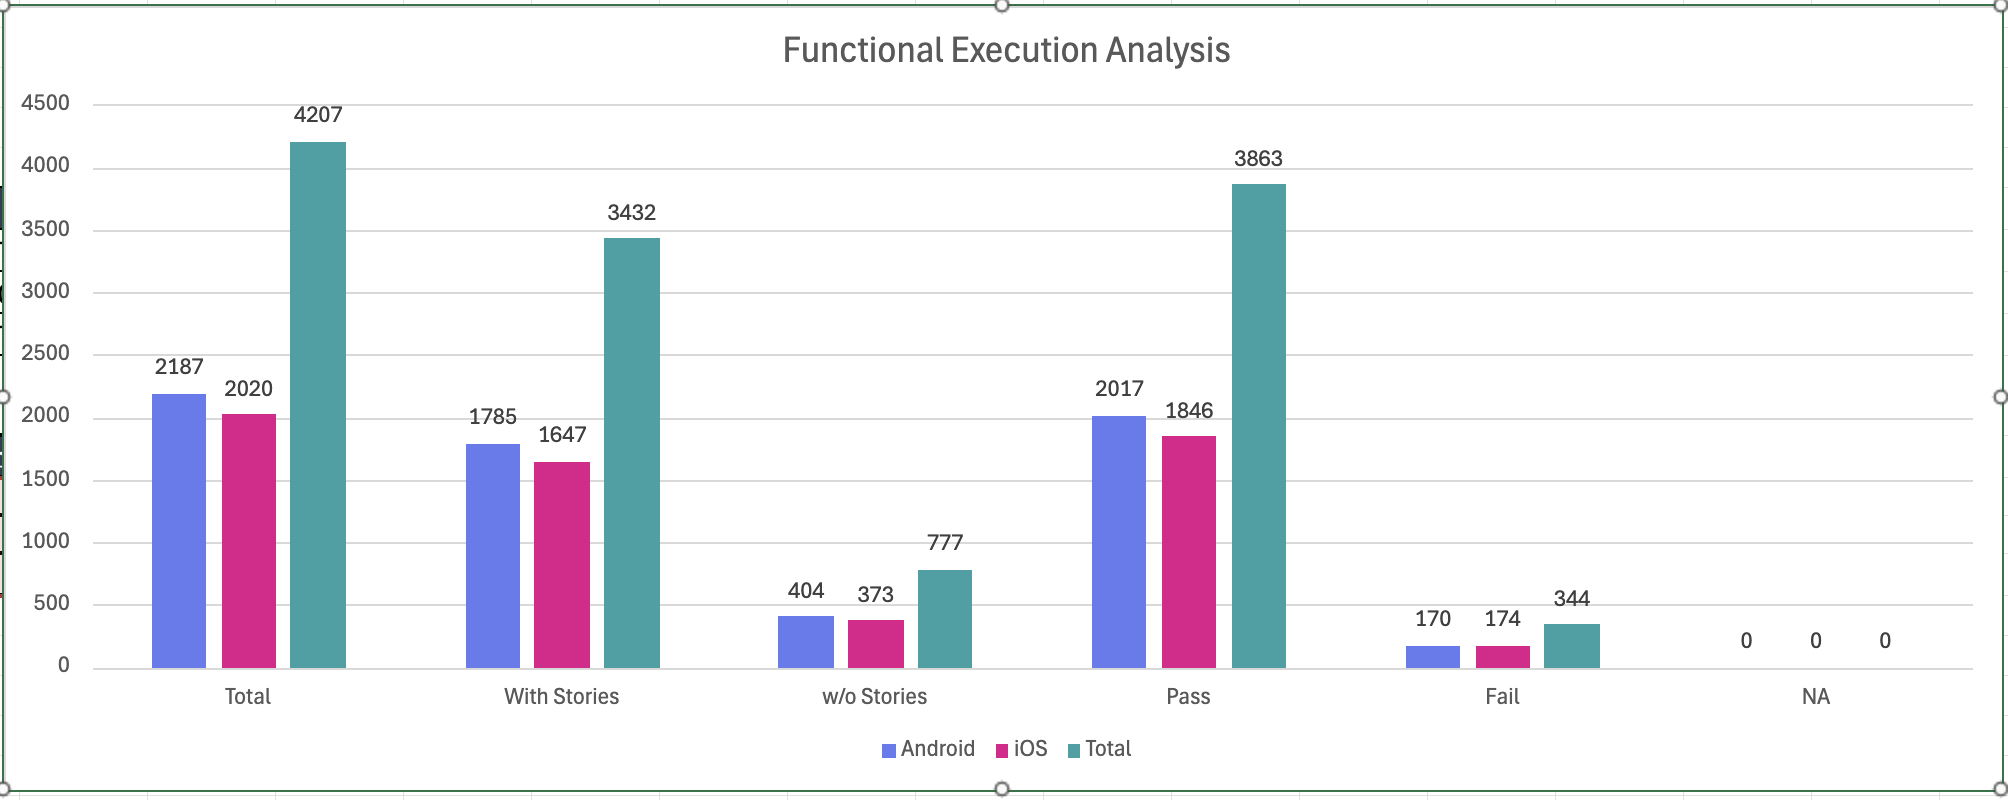 Functional Execution Analysis
4500
4000
3500
3000
2500
2000
1500
1000
500
0
2187
2020
4207
1785
1647
3432
404
373
777
2017
1846
3863
170
174
344
0
0
0
Total
With Stories
w/o Stories
Pass
Fail
NA
Android
iOS
Total